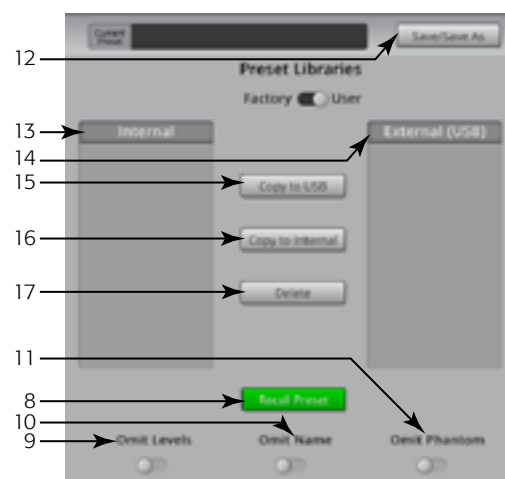 Current
Preset
12
Save/Save As
Preset Libraries
Factory User
13
Internal
External (USB)
14
15
Copy to USB
16
Copy to Internal
17
Delete
11
8
Recall Preset
10
9
Omit Levels
Omit Name
Omit Phantom